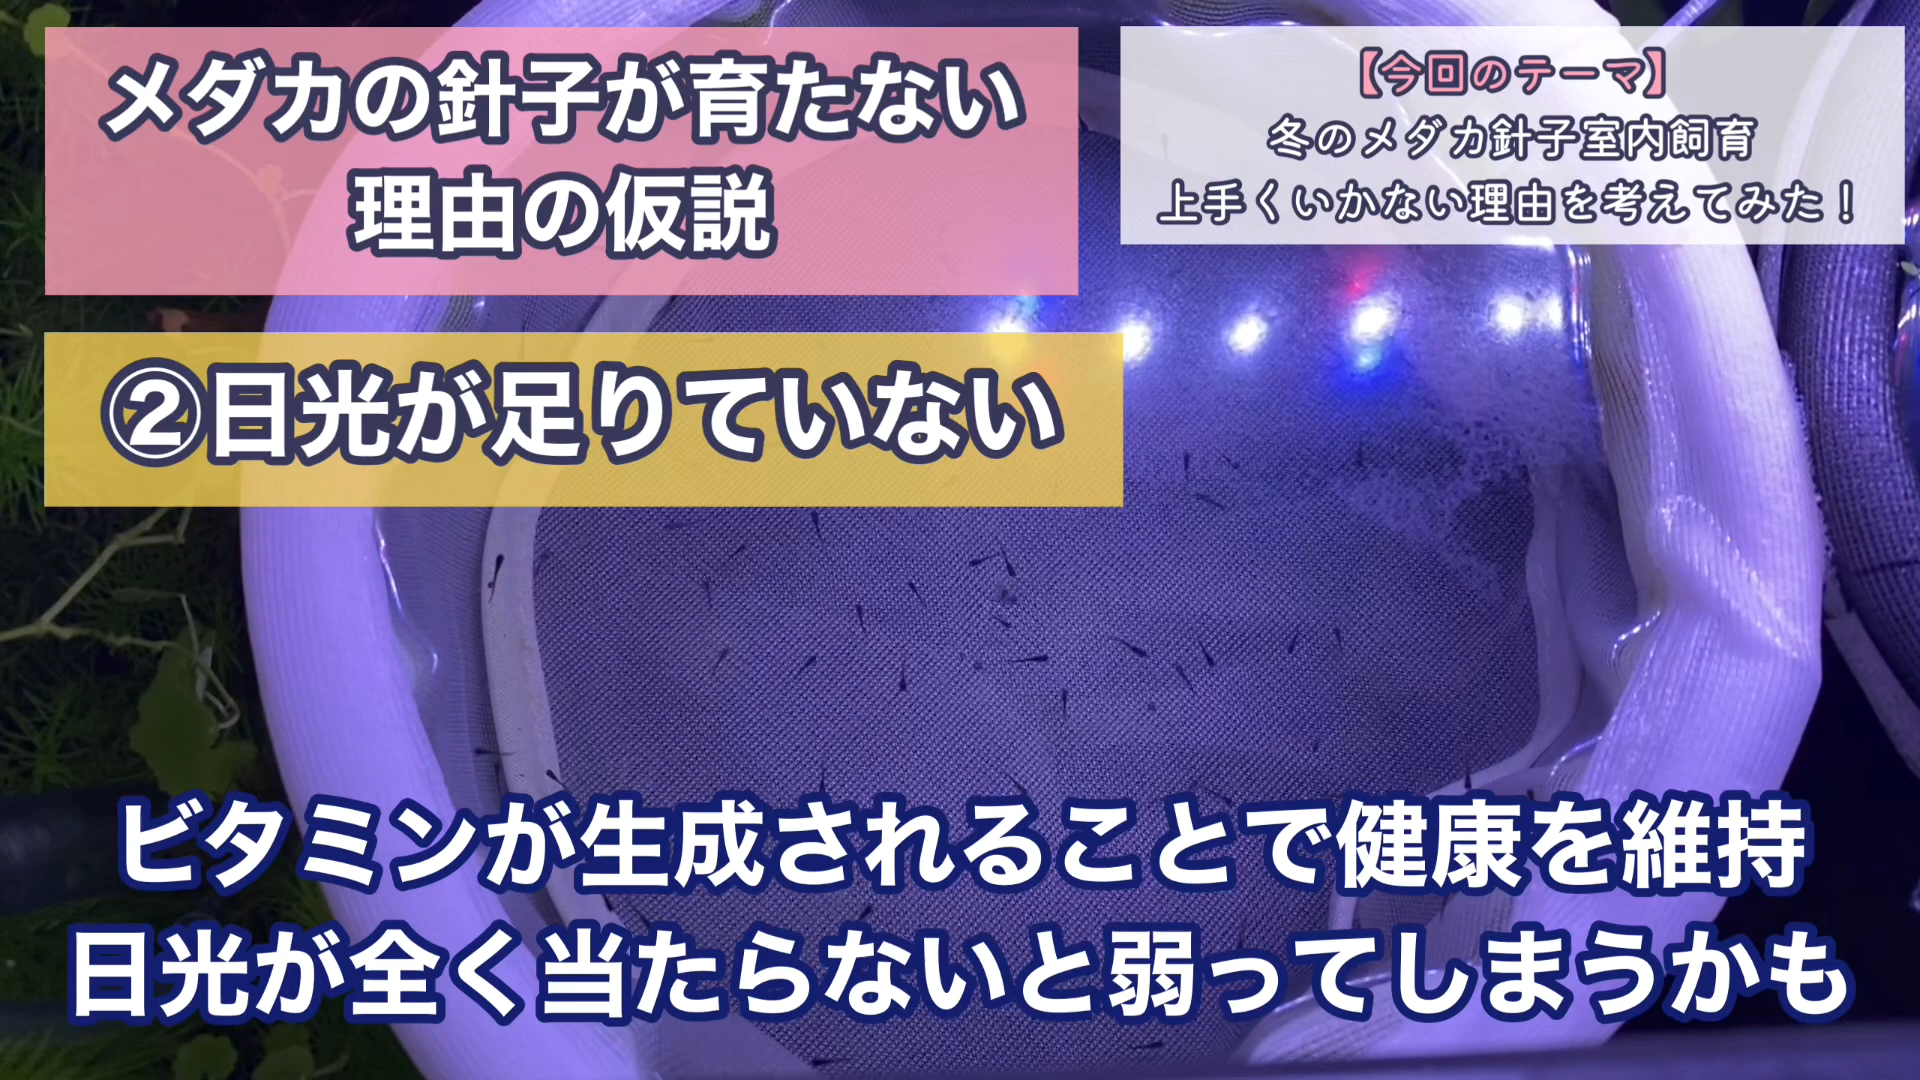 メダカの針子が育たない
理由の仮説
【今回のテーマ】
冬のメダカ針子室内飼育
上手くいかない理由を考えてみた！
②日光が足りていない
ビタミンが生成されることで健康を維持
日光が全く当たらないと弱ってしまうかも